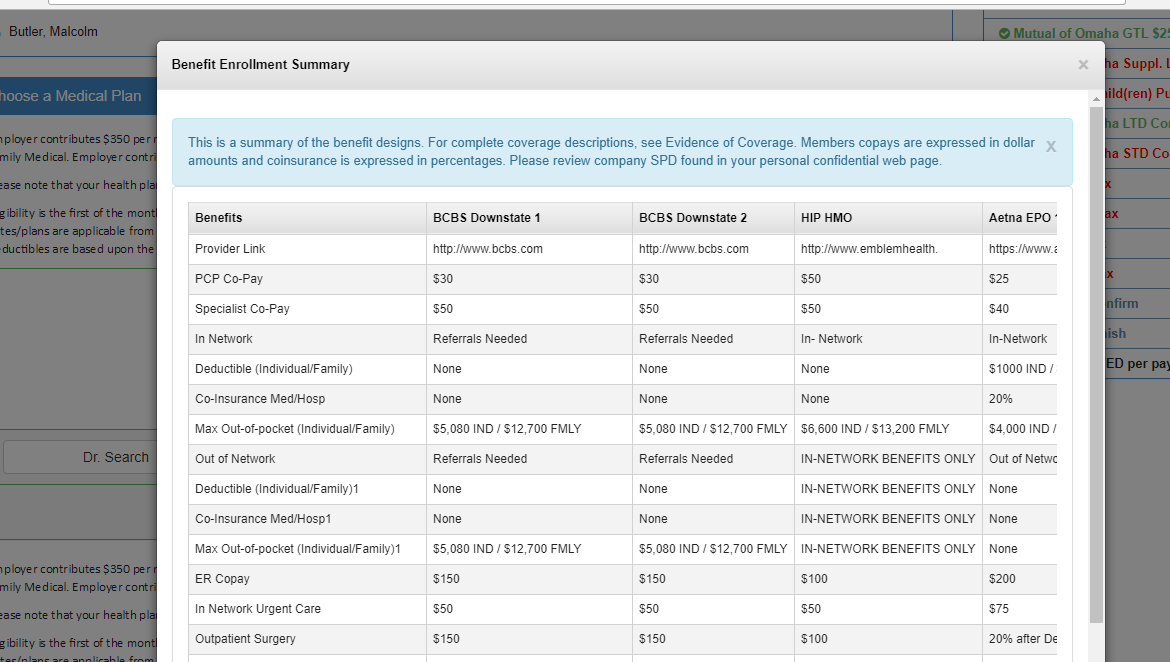 Butler, Malcolm
Mutual of Omaha GTL $25
Benefit Enrollment Summary
×
ha Suppl. L
hoose a Medical Plan
ild(ren) Pu
ployer contributes $350 per
mily Medical. Employer contri
ease note that your health pla
gibility is the first of the mont
tes/plans are applicable from
eductibles are based upon the
ha LTD Co
ha STD Co
x
ax
x
nfirm
ish
ED per pay
This is a summary of the benefit designs. For complete coverage descriptions, see Evidence of Coverage. Members copays are expressed in dollar
amounts and coinsurance is expressed in percentages. Please review company SPD found in your personal confidential web page.
X
Benefits BCBS Downstate 1 BCBS Downstate 2 HIP HMO Aetna EPO
Provider Link http://www.bcbs.com http://www.bcbs.com http://www.emblemhealth. https://www.a
PCP Co-Pay $30 $30 $50 $25
Specialist Co-Pay $50 $50 $50 $40
In Network Referrals Needed Referrals Needed In- Network In-Network
Deductible (Individual/Family) None None None $1000 IND /
Co-Insurance Med/Hosp None None None 20%
Max Out-of-pocket (Individual/Family) $5,080 IND / $12,700 FMLY $5,080 IND / $12,700 FMLY $6,600 IND / $13,200 FMLY $4,000 IND /
Out of Network Referrals Needed Referrals Needed IN-NETWORK BENEFITS ONLY Out of Netwo
Deductible (Individual/Family)1 None None IN-NETWORK BENEFITS ONLY None
Co-Insurance Med/Hosp1 None None IN-NETWORK BENEFITS ONLY None
Max Out-of-pocket (Individual/Family)1 $5,080 IND / $12,700 FMLY $5,080 IND / $12,700 FMLY IN-NETWORK BENEFITS ONLY None
ER Copay $150 $150 $100 $200
In Network Urgent Care $50 $50 $50 $75
Outpatient Surgery $150 $150 $100 20% after De
Dr. Search
ployer contributes $350 per
mily Medical. Employer contri
ease note that your health pla
gibility is the first of the mont
tes/plans are applicable from